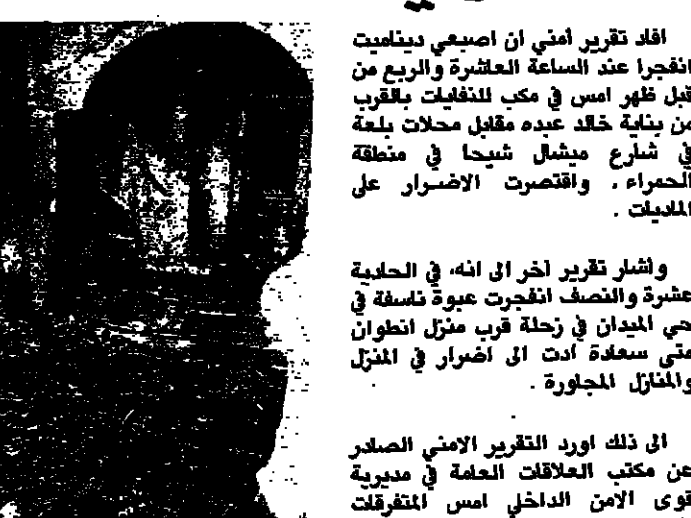 افاد تقرير أمني ان اصبعي ديناميت
انفجرا عند الساعة العاشرة والربع من
قبل ظهر امس في مكب للنفايات بالقرب
من بناية خالد عبده مقابل محلات بلعة
في شارع ميشال شيحا في منطقة
الحمراء، واقتصرت الاضرار على
الماديات .
وأشار تقرير آخر الى انه، في الحادية
عشرة والنصف انفجرت عبوة ناسفة في
حي الميدان في زحلة قرب منزل انطوان
متى سعادة أدت الى اضرار في المنزل
والمنازل المجاورة .
الى ذلك اورد التقرير الامني الصادر
عن مكتب العلاقات العامة في مديرية
قوى الامن الداخلي امس المتفرقات